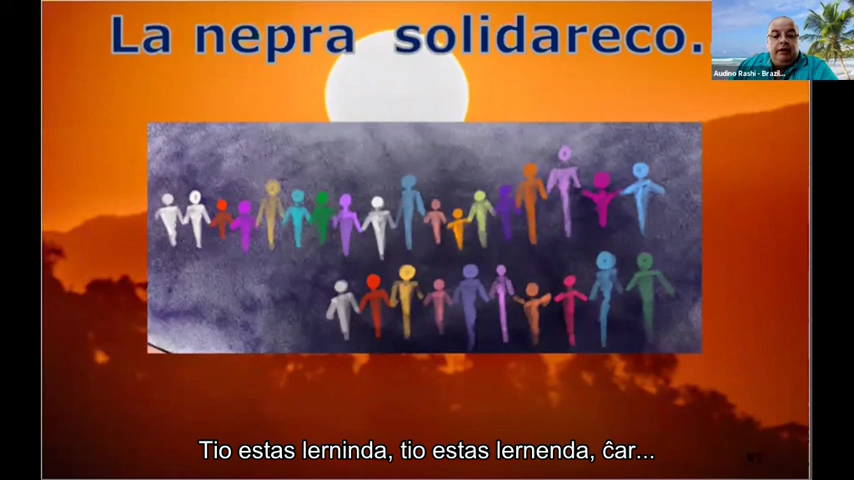 La nepra solidareco..
Audino Rashi - Brazil...
Tio estas lerninda, tio estas lernenda, ĉar...